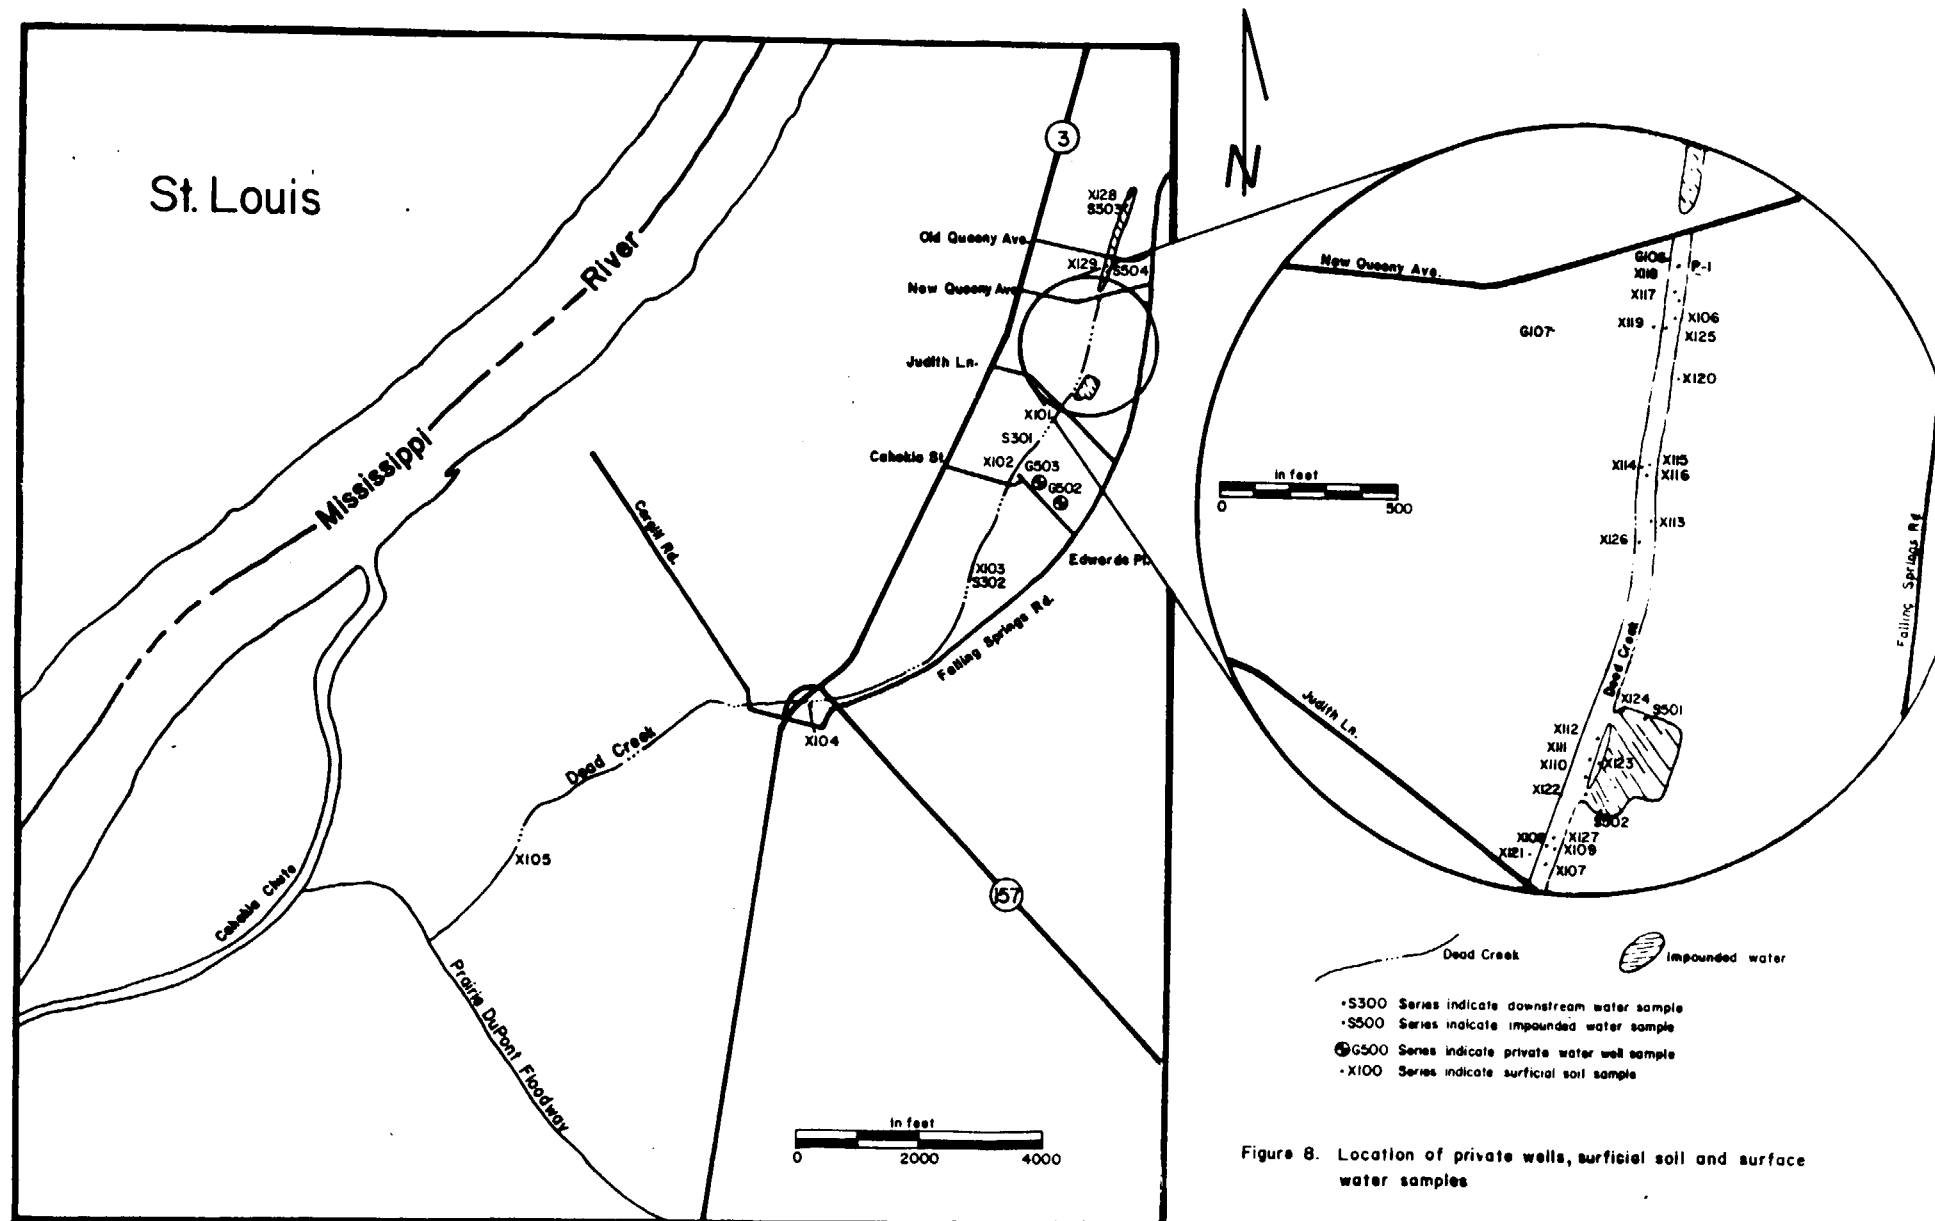 St. Louis
Mississippi River
3
X128
S503
Old Queeny Ave.
X129
S504
New Queeny Ave.
Judith Ln.
X101
S301
Cahokia St.
X102
G503
G502
Cargill Rd.
Edwards Pl.
X103
S302
Falling Springs Rd.
X104
Dead Creek
X105
157
Cahokia Chute
Prairie DuPont Floodway
in feet
0 2000 4000
N
New Queeny Ave.
G108
P-1
X118
X117
X106
X119
X125
G107
X120
in feet
0 500
X114
X115
X116
X113
X126
Falling Springs Rd.
Dead Creek
X124
S501
Judith Ln.
X112
X111
X110
X123
X122
S502
X108
X127
X121
X109
X107
Dead Creek
Impounded water
•S300 Series indicate downstream water sample
•S500 Series indicate impounded water sample
G500 Series indicate private water well sample
•X100 Series indicate surficial soil sample
Figure 8. Location of private wells, surficial soil and surface
water samples